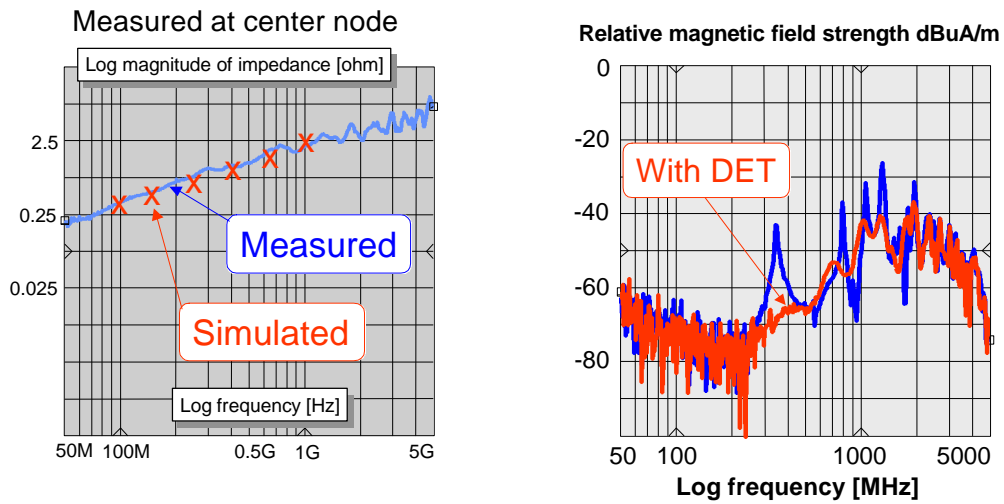 Measured at center node
Log magnitude of impedance [ohm]
2.5
0.25
0.025
X X X X X X
Measured
Simulated
Log frequency [Hz]
50M 100M 0.5G 1G 5G
Relative magnetic field strength dBuA/m
0
-20
-40
-60
-80
With DET
50 100 1000 5000
Log frequency [MHz]